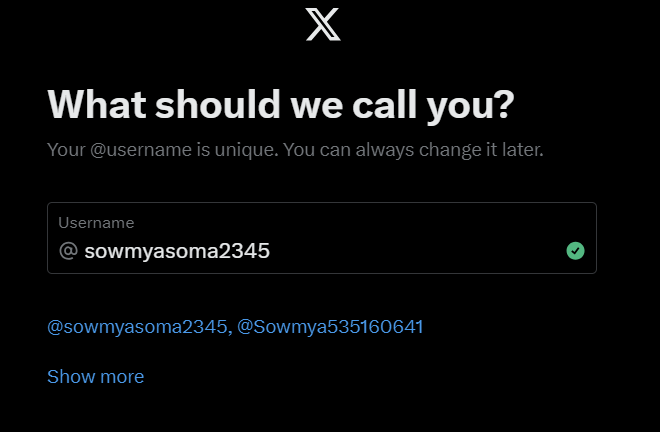 What should we call you?
Your @username is unique. You can always change it later.
Username
@ sowmyasoma2345
@sowmyasoma2345, @Sowmya535160641
Show more